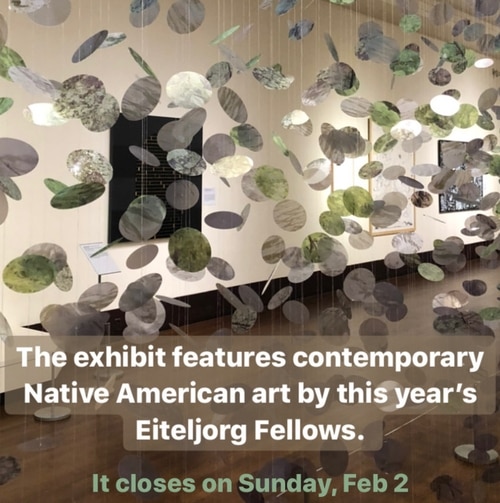 The exhibit features contemporary
Native American art by this year's
Eiteljorg Fellows.
It closes on Sunday, Feb 2